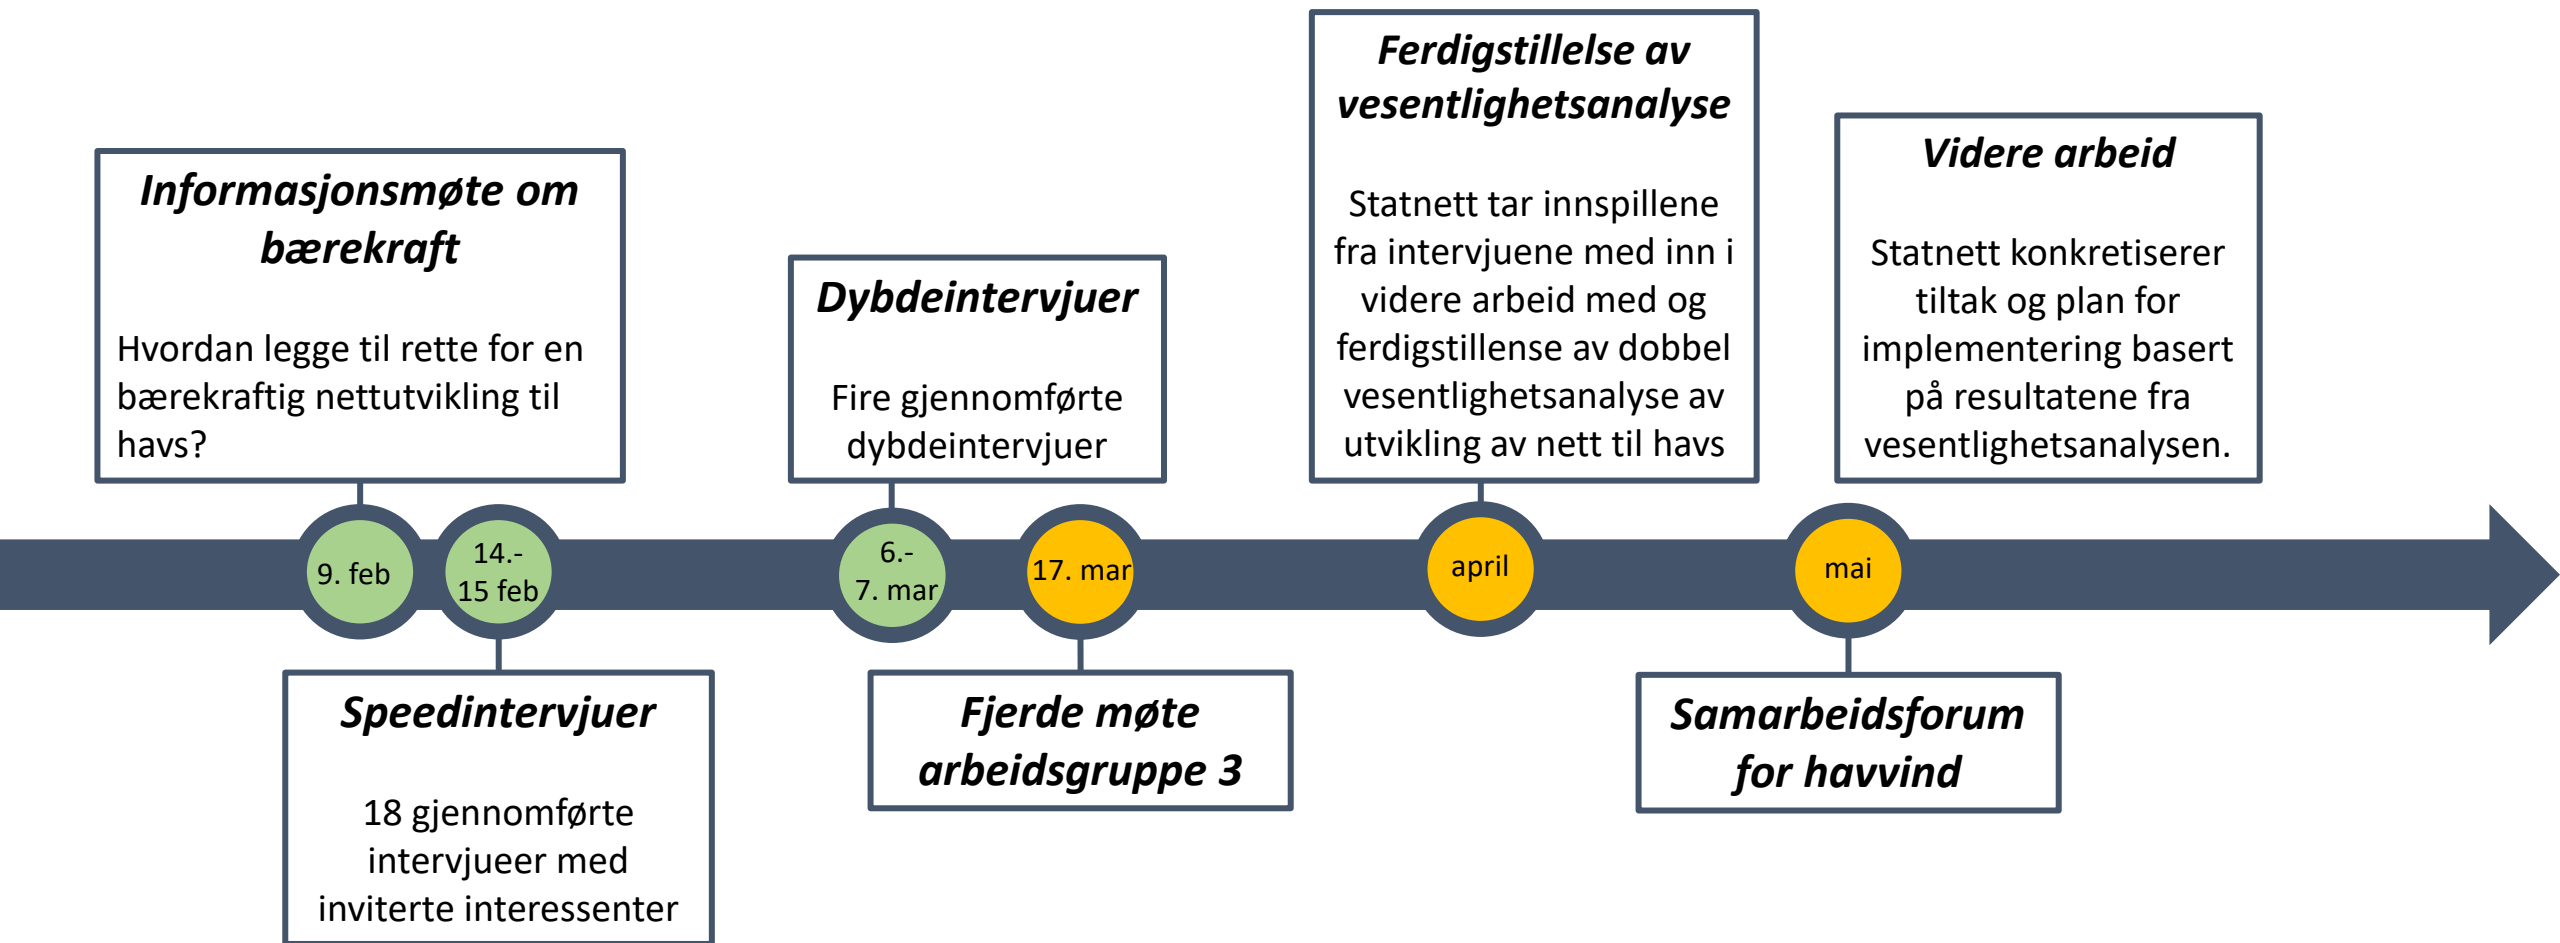 Informasjonsmøte om
bærekraft
Hvordan legge til rette for en
bærekraftig nettutvikling til
havs?
Dybdeintervjuer
Fire gjennomførte
dybdeintervjuer
Ferdigstillelse av
vesentlighetsanalyse
Statnett tar innspillene
fra intervjuene med inn i
videre arbeid med og
ferdigstillense av dobbel
vesentlighetsanalyse av
utvikling av nett til havs
Videre arbeid
Statnett konkretiserer
tiltak og plan for
implementering basert
på resultatene fra
vesentlighetsanalysen.
9. feb
14.-
15 feb
6.-
7. mar
17. mar
april
mai
Speedintervjuer
18 gjennomførte
intervjueer med
inviterte interessenter
Fjerde møte
arbeidsgruppe 3
Samarbeidsforum
for havvind